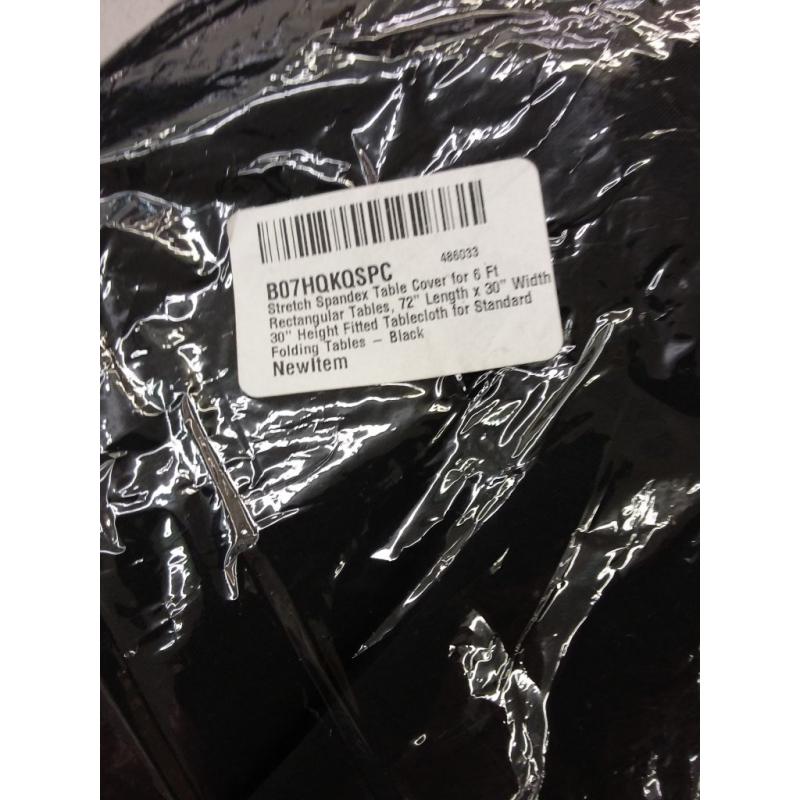 486033
B07HQKQSPC
Stretch Spandex Table Cover for 6 Ft
Rectangular Tables, 72" Length x 30" Width
30" Height Fitted Tablecloth for Standard
Folding Tables – Black
NewItem